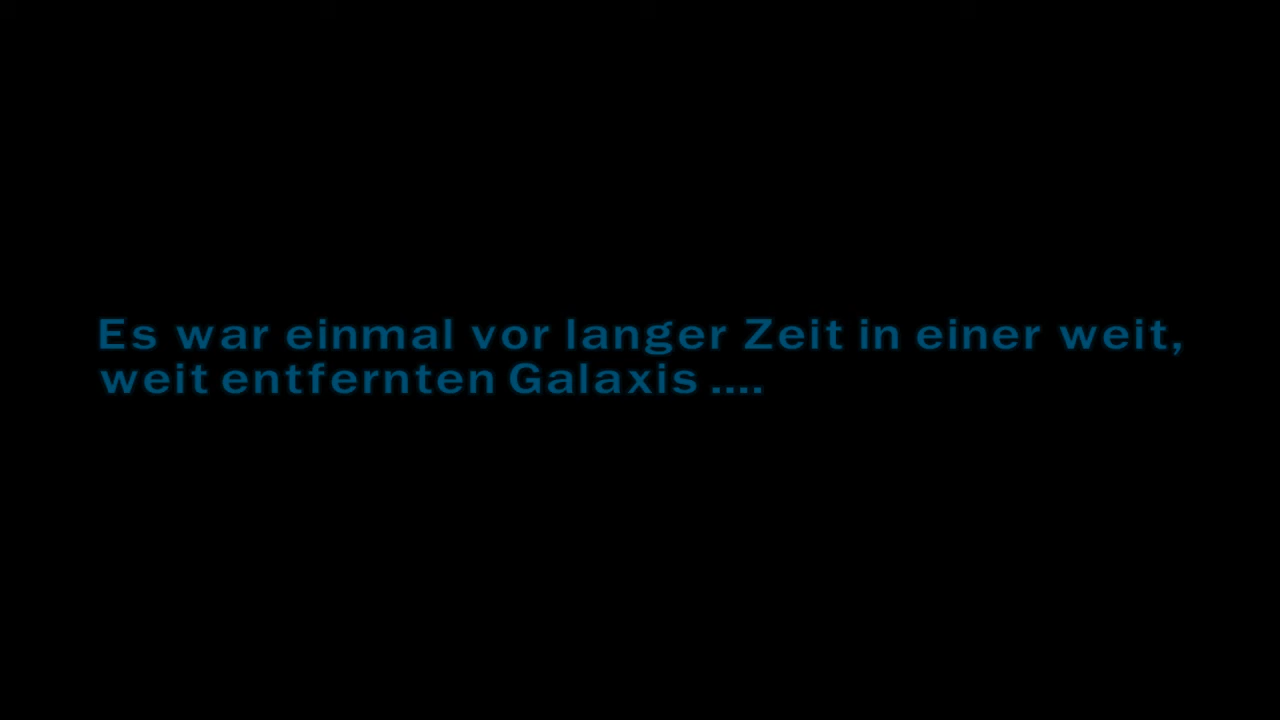 Es war einmal vor langer Zeit in einer weit,
weit entfernten Galaxis ....